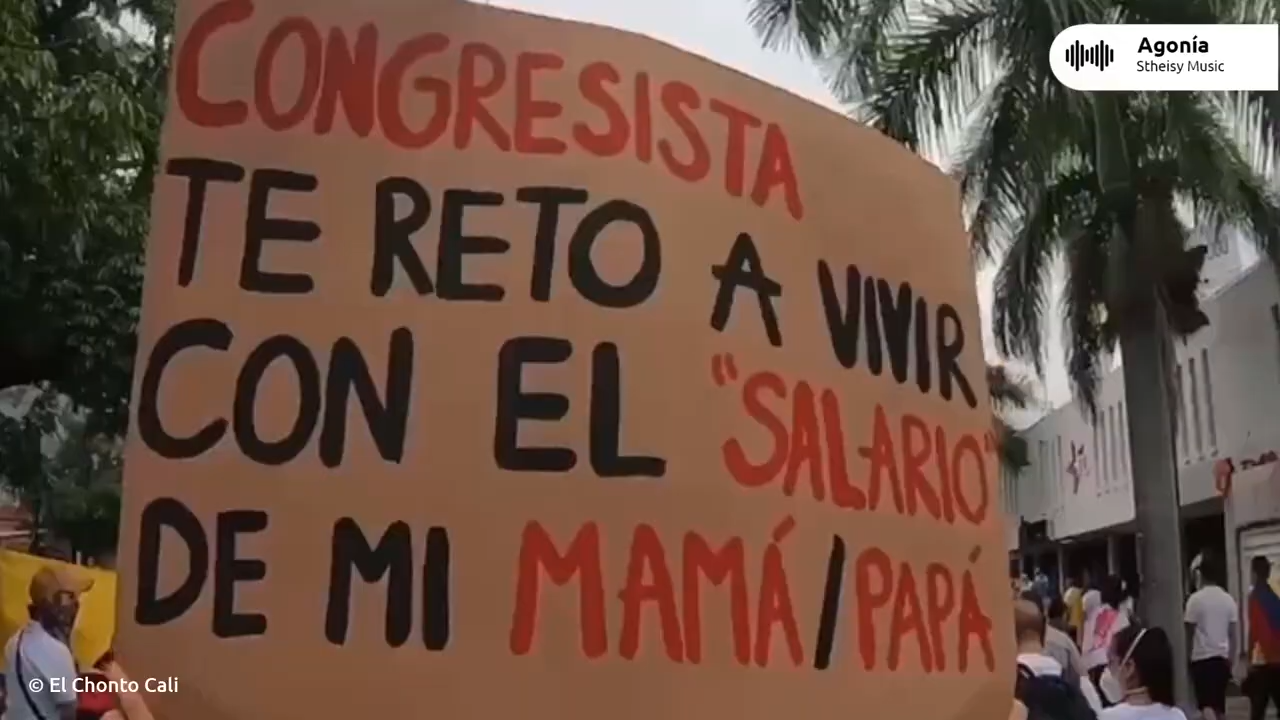 Agonía
Stheisy Music
CONGRESISTA
TE RETO A VIVIR
CON EL "SALARIO"
DE MI MAMÁ/PAPÁ
© El Chonto Cali